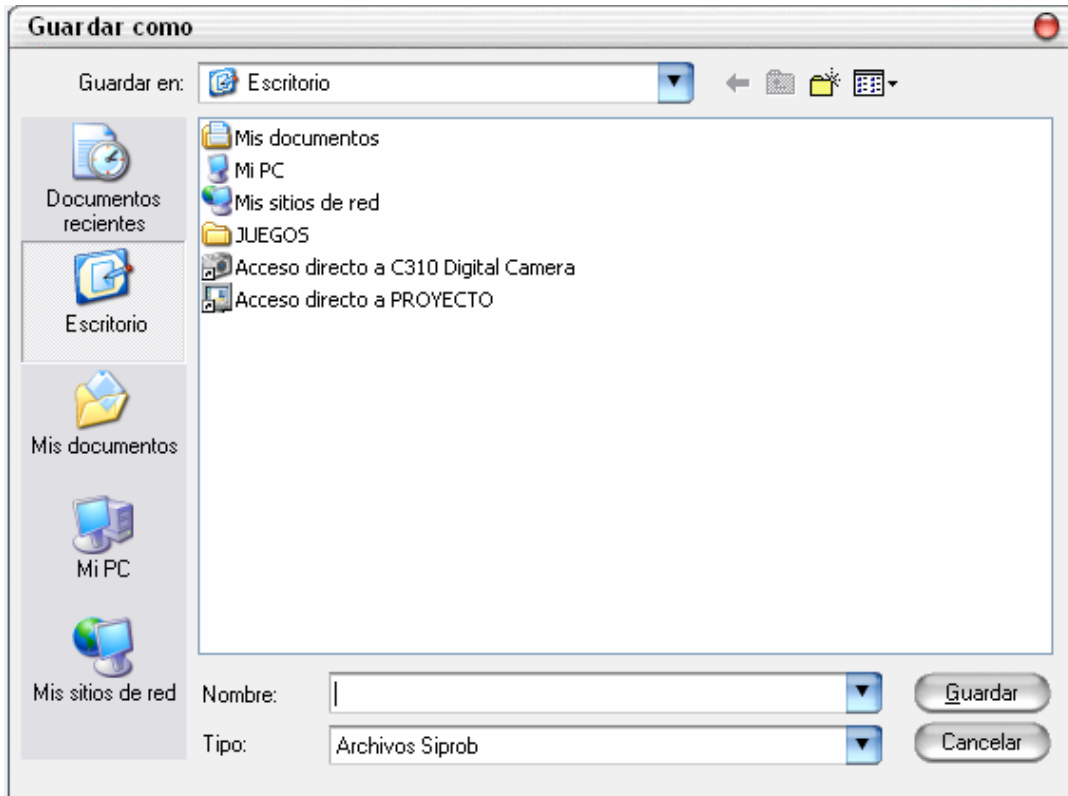 Guardar como
Guardar en:
Escritorio
Documentos
recientes
Escritorio
Mis documentos
Mi PC
Mis sitios de red
Mis documentos
Mi PC
Mis sitios de red
JUEGOS
Acceso directo a C310 Digital Camera
Acceso directo a PROYECTO
Nombre:
Guardar
Tipo:
Archivos Siprob
Cancelar